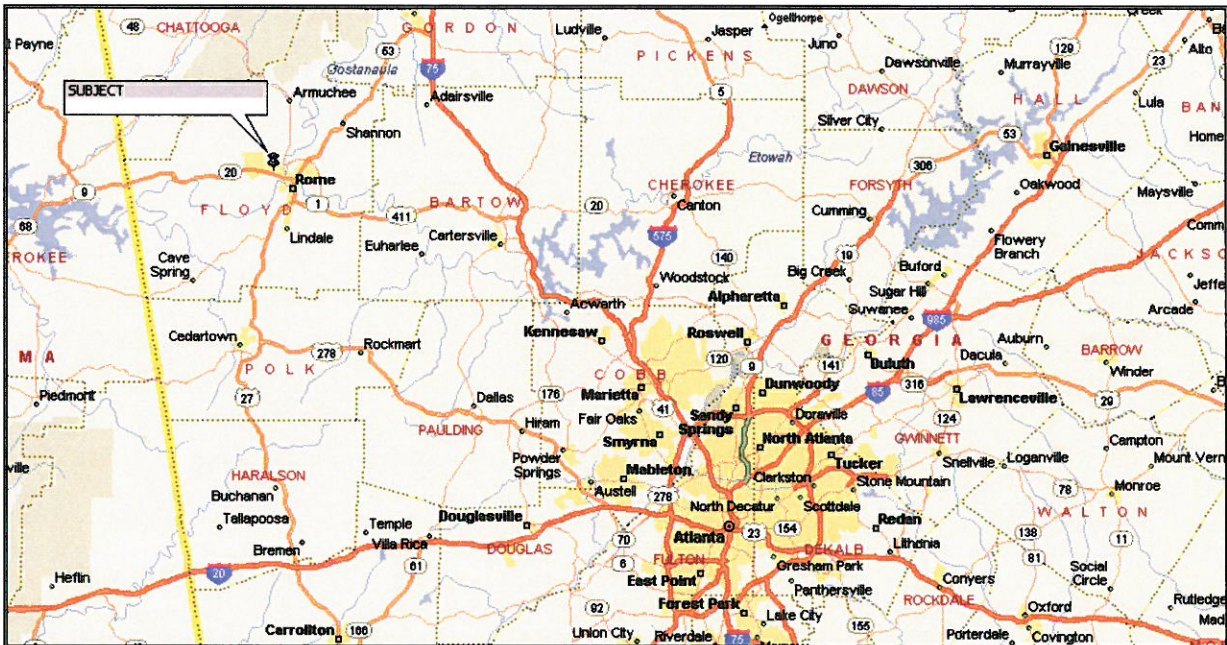 48
CHATTOOGA
GORDON
Ludville
Jasper
Oglethorpe
Juno
129
23
Alto
t Payne
63
Oostanaula
75
PICKENS
Dawsonville
Murrayville
SUBJECT
Armuchee
Adairsville
5
DAWSON
HALL
Lula
BAN
Shannon
Silver City
53
Home
Etowah
Gainesville
20
Rome
306
9
CHEROKEE
FORSYTH
Oakwood
Maysville
FLOYD
1
BARTOW
20
Canton
Cumming
68
411
Lindale
Cartersville
575
Flowery
Branch
Comm
EROKEE
Euharlee
140
19
JACKSO
Cave
Spring
Woodstock
Big Creek
Buford
Jeffe
Sugar Hill
Acworth
Alpharetta
Suwanee
985
Arcade
Cedartown
Kennesaw
Roswell
GEORGIA
Auburn
MA
278
Rockmart
120
9
141
Duluth
Dacula
BARROW
POLK
COBB
Winder
Piedmont
27
176
Marietta
Dunwoody
85
316
Dallas
41
Lawrenceville
29
Fair Oaks
Sandy
Springs
Doraville
124
PAULDING
Hiram
Smyrna
North Atlanta
GWINNETT
Campton
ville
Powder
Springs
Tucker
Snellville
Loganville
Mount Vern
HARALSON
Mableton
Clarkston
Buchanan
Austell
278
Stone Mountain
78
Monroe
North Decatur
Scottdale
Tallapoosa
Temple
Douglasville
Redan
WALTON
Atlanta
23
154
Bremen
Villa Rica
DOUGLAS
70
Lithonia
138
11
61
6
FULTON
DEKALB
81
Heflin
20
East Point
Gresham Park
Social
Circle
Panthersville
Conyers
92
Forest Park
ROCKDALE
Oxford
Rutledge
Carrollton
166
Lake City
Mad
Union City
Riverdale
75
155
Porterdale
Covington